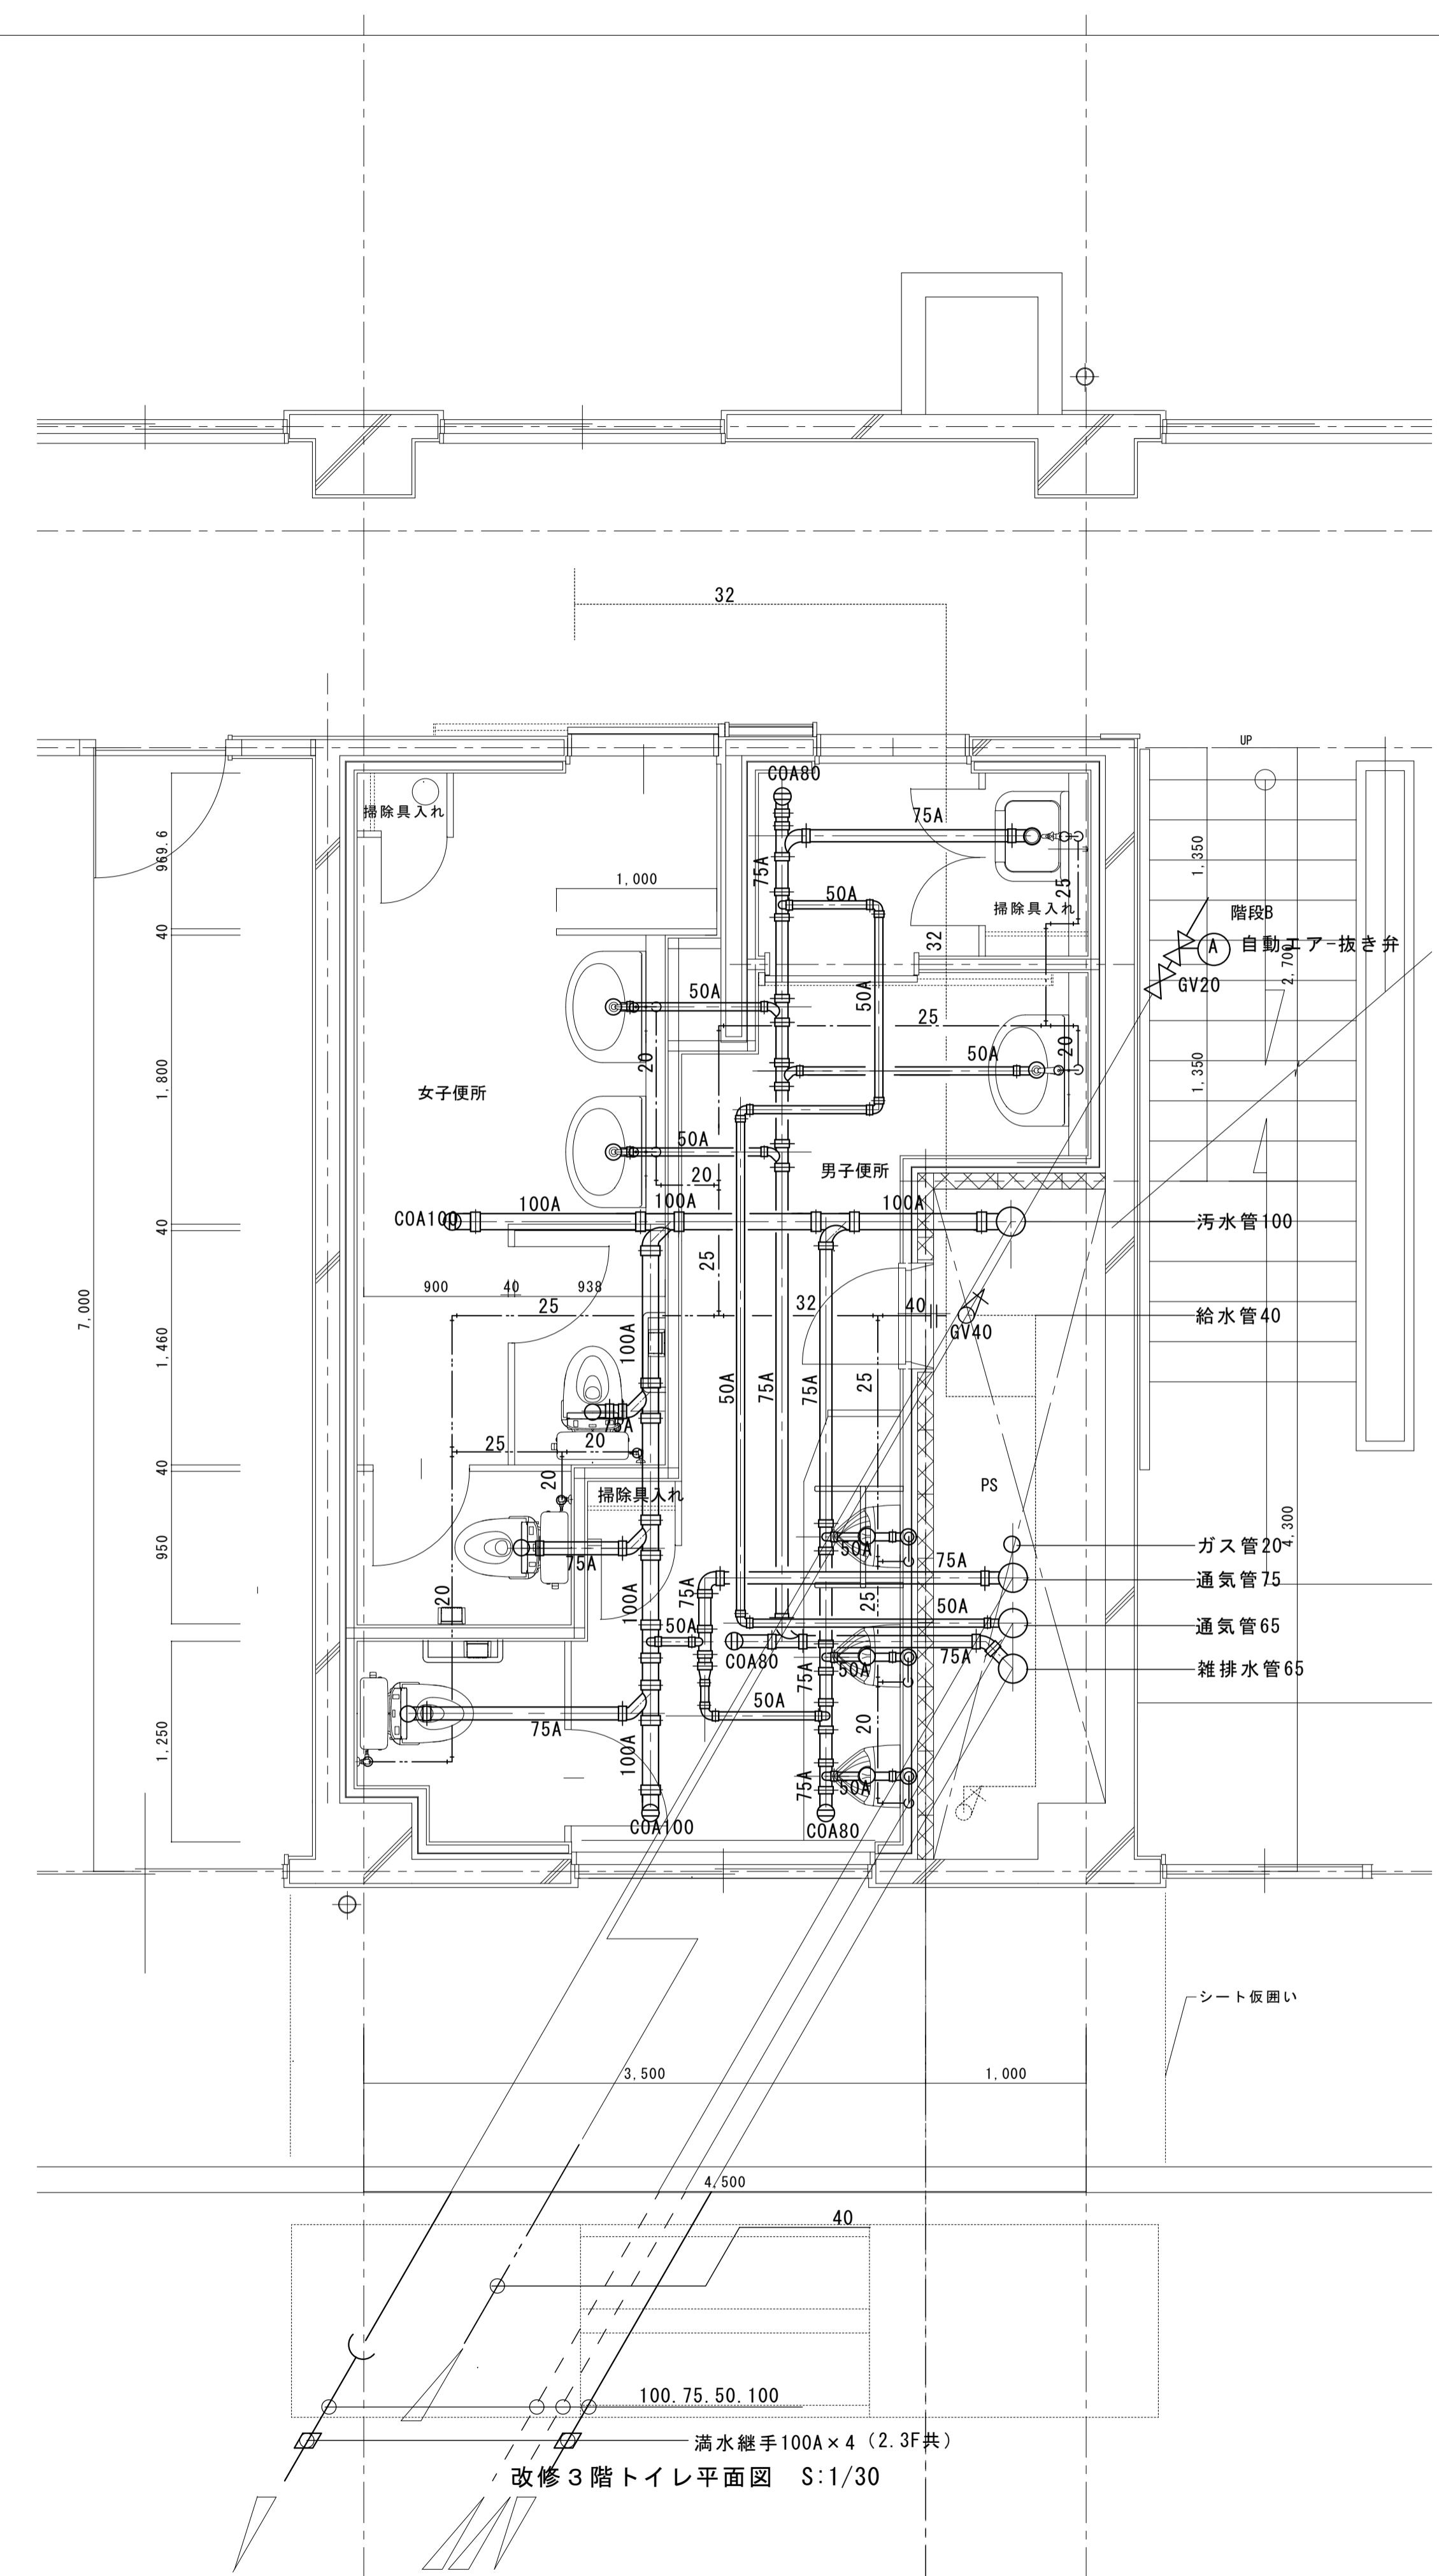 32
COA80
掃除具入れ
75A
969.6
1,350
75A
1,000
50A
25
UP
階段B
掃除具入れ
40
32
A
自動エアー抜き弁
2,700
GV20
50A
50A
25
20
50A
20
1,800
女子便所
1,350
50A
男子便所
20
100A
100A
100A
COA100
汚水管100
40
25
900
40
938
25
32
40
給水管40
GV40
7,000
100A
1,460
50A
75A
75A
25
75A
25
20
40
20
PS
掃除具入れ
4,300
950
50A
ガス管20
75A
75A
通気管75
20
100A
75A
25
50A
50A
通気管65
COA80
75A
50A
75A
雑排水管65
50A
75A
20
1,250
100A
75A
50A
COA100
COA80
シート仮囲い
3,500
1,000
4,500
40
100.75.50.100
満水継手100A×4（2.3F共）
改修３階トイレ平面図　S:1/30